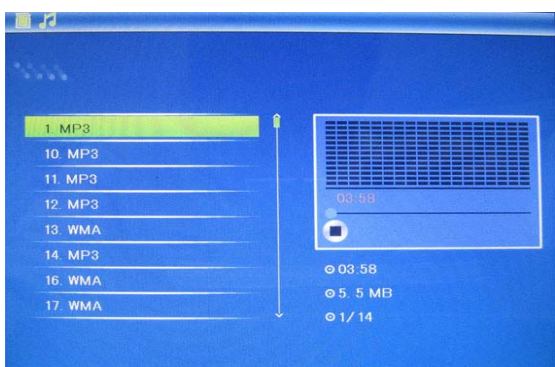 1. MP3
10. MP3
11. MP3
12. MP3
13. WMA
14. MP3
16. WMA
17. WMA
03:58
03:58
5. 5 MB
1/ 14